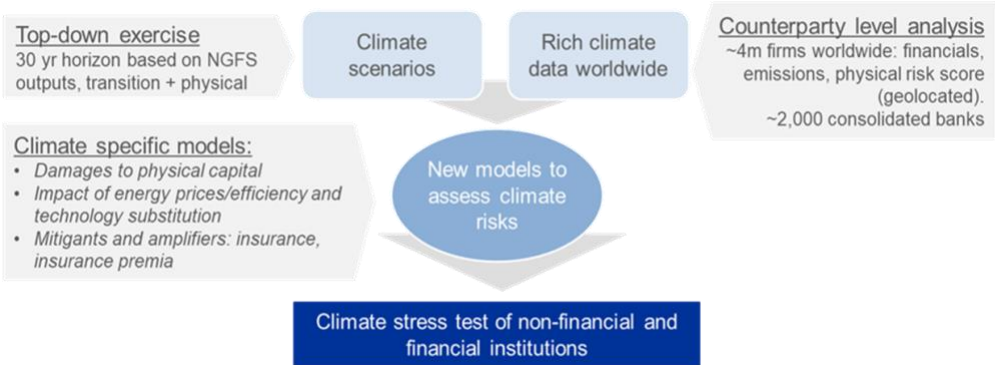 Top-down exercise
30 yr horizon based on NGFS
outputs, transition + physical
Climate
scenarios
Rich climate
data worldwide
Counterparty level analysis
~4m firms worldwide: financials,
emissions, physical risk score
(geolocated).
~2,000 consolidated banks
Climate specific models:
• Damages to physical capital
• Impact of energy prices/efficiency and
technology substitution
• Mitigants and amplifiers: insurance,
insurance premia
New models to
assess climate
risks
Climate stress test of non-financial and
financial institutions